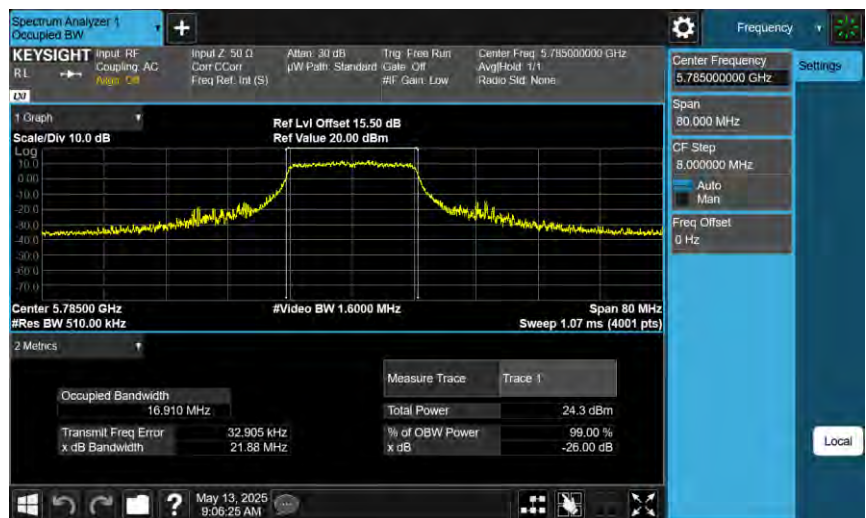 Spectrum Analyzer 1
Occupied BW
+
Frequency
KEYSIGHT
RL
LXI
Input: RF
Coupling: AC
Align: Off
Input Z: 50 Ω
Corr CCorr
Freq Ref: Int (S)
Atten: 30 dB
µW Path: Standard
Trig: Free Run
Gate: Off
#IF Gain: Low
Center Freq: 5.785000000 GHz
Avg|Hold: 1/1
Radio Std: None
Center Frequency
5.785000000 GHz
Settings
Span
80.000 MHz
CF Step
8.000000 MHz
Auto
Man
Freq Offset
0 Hz
Local
1 Graph
Scale/Div 10.0 dB
Ref Lvl Offset 15.50 dB
Ref Value 20.00 dBm
Log
10.0
0.00
-10.0
-20.0
-30.0
-40.0
-50.0
-60.0
-70.0
Center 5.78500 GHz
#Video BW 1.6000 MHz
Span 80 MHz
#Res BW 510.00 kHz
Sweep 1.07 ms (4001 pts)
2 Metrics
Measure Trace
Trace 1
Occupied Bandwidth
16.910 MHz
Total Power
24.3 dBm
Transmit Freq Error
32.905 kHz
% of OBW Power
99.00 %
x dB Bandwidth
21.88 MHz
x dB
-26.00 dB
?
May 13, 2025
9:06:25 AM